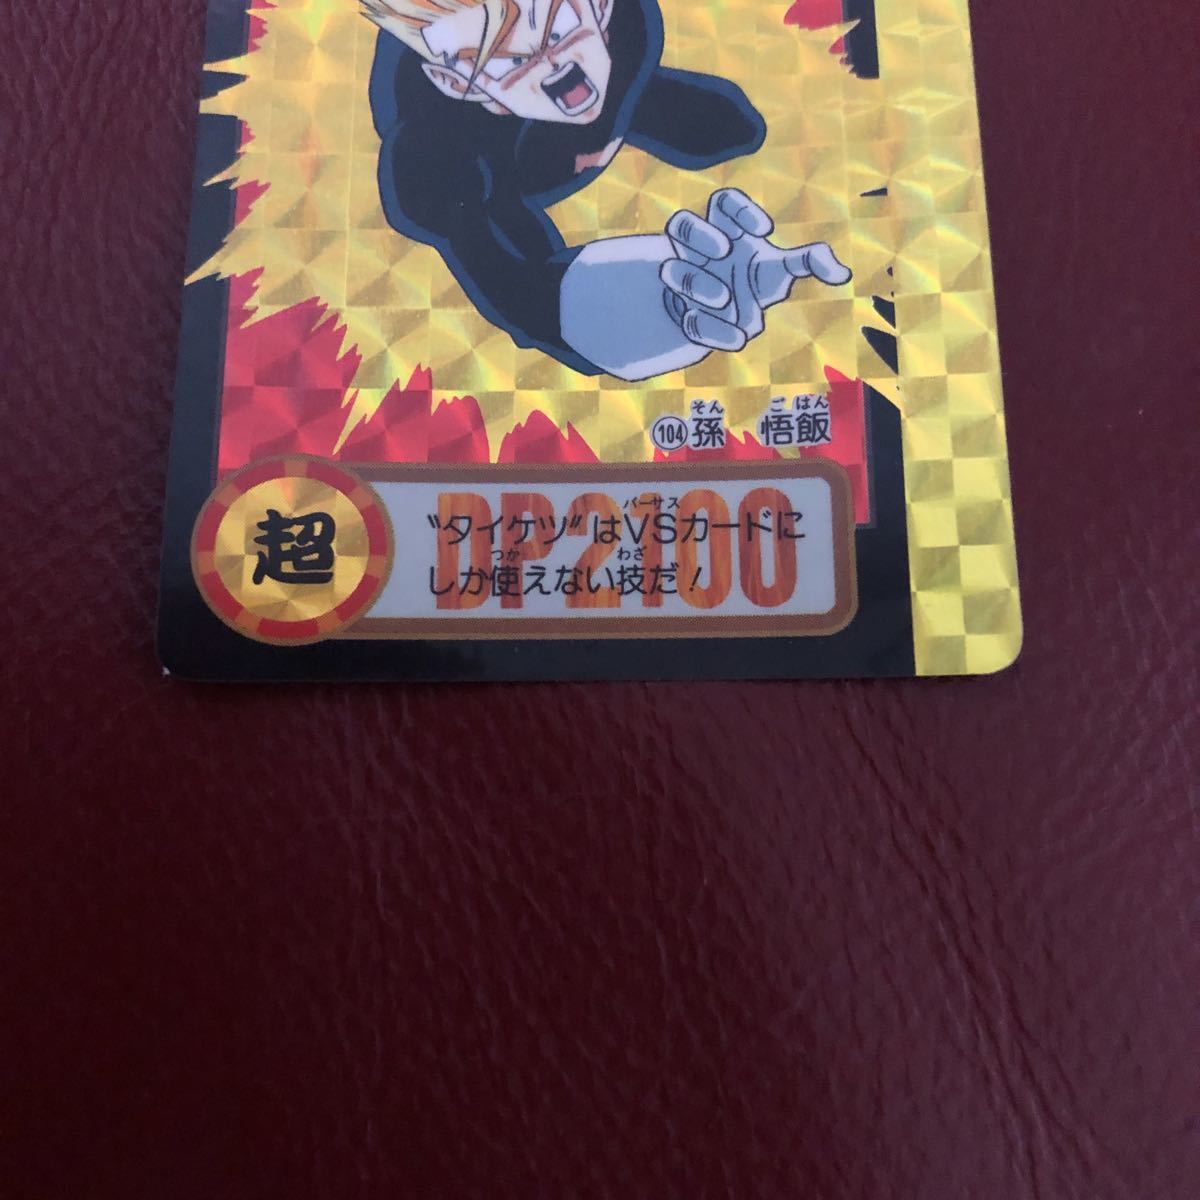 そん ご はん
104 孫 悟飯
超
DP2100
バーサス
"タイケツ"はVSカードに
つか わざ
しか使えない技だ!